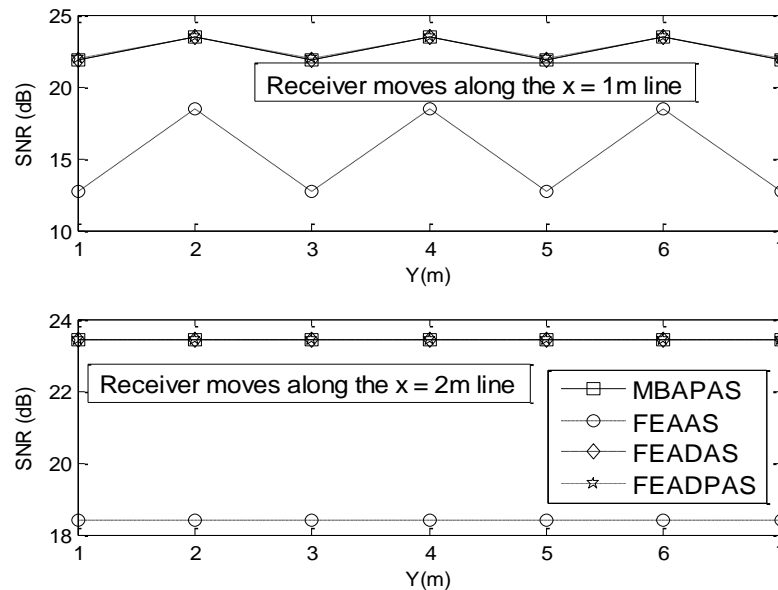 25
20
15
10
SNR (dB)
Receiver moves along the x = 1m line
1 2 3 4 5 6 7
Y(m)
24
22
20
18
SNR (dB)
Receiver moves along the x = 2m line
MBAPAS
FEAAS
FEADAS
FEADPAS
1 2 3 4 5 6
Y(m)